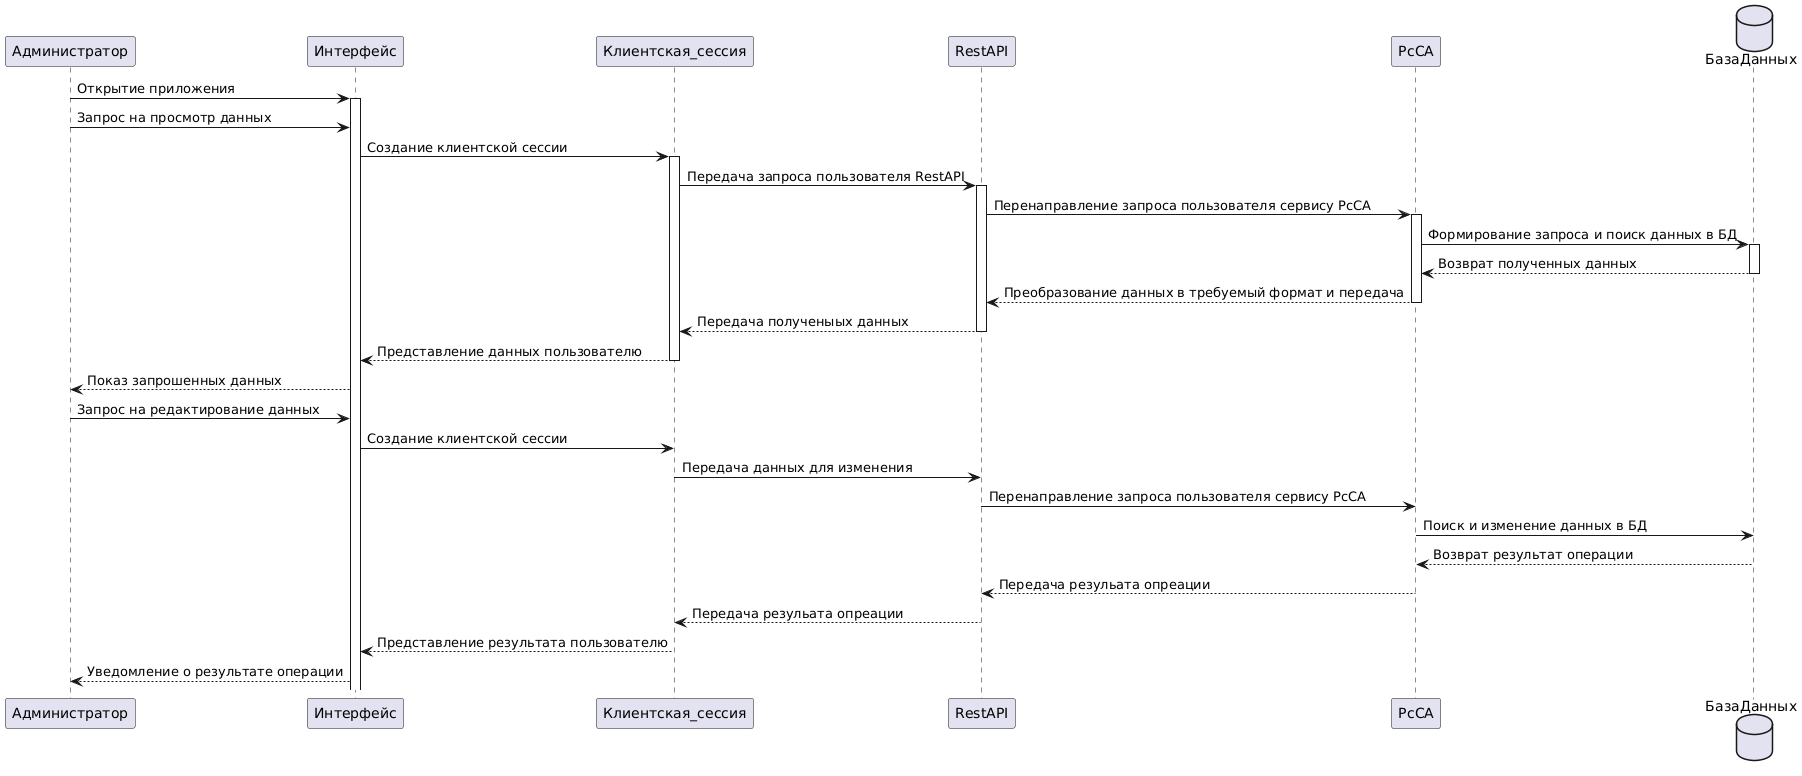 Администратор
Интерфейс
Клиентская_сессия
RestAPI
РсСА
БазаДанных
Открытие приложения
Запрос на просмотр данных
Создание клиентской сессии
Передача запроса пользователя RestAPI
Перенаправление запроса пользователя сервису РсСА
Формирование запроса и поиск данных в БД
Возврат полученных данных
Преобразование данных в требуемый формат и передача
Передача полученыых данных
Представление данных пользователю
Показ запрошенных данных
Запрос на редактирование данных
Создание клиентской сессии
Передача данных для изменения
Перенаправление запроса пользователя сервису РсСА
Поиск и изменение данных в БД
Возврат результат операции
Передача резульата опреации
Передача резульата опреации
Представление результата пользователю
Уведомление о результате операции
Администратор
Интерфейс
Клиентская_сессия
RestAPI
РсСА
БазаДанных